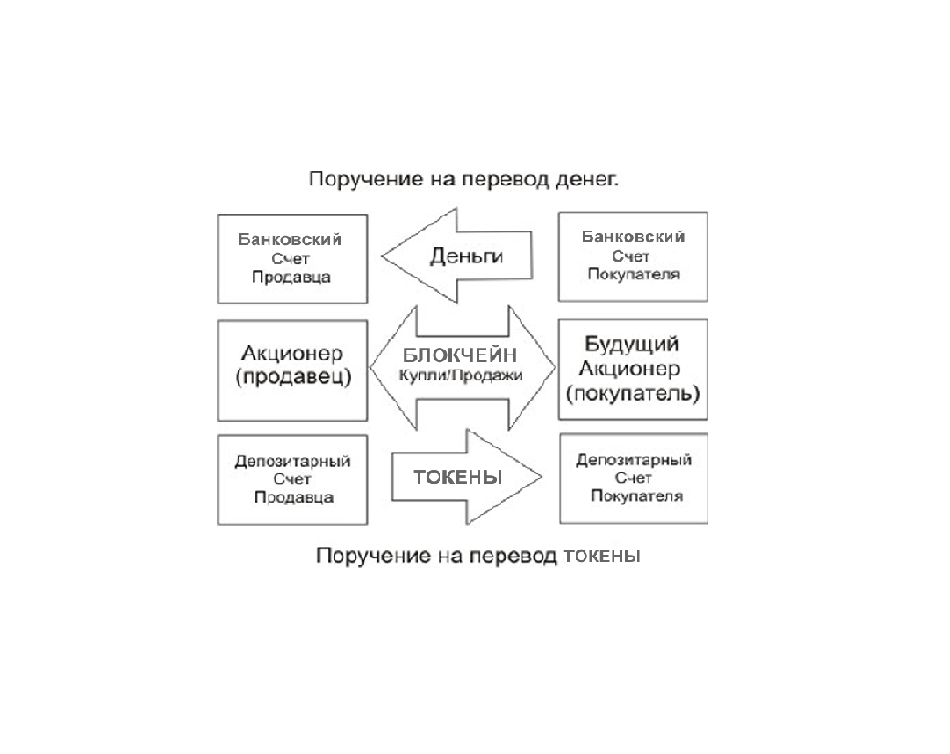 Поручение на перевод денег.
Банковский
Счет
Продавца
Деньги
Банковский
Счет
Покупателя
Акционер
(продавец)
БЛОКЧЕЙН
Купли/Продажи
Будущий
Акционер
(покупатель)
Депозитарный
Счет
Продавца
ТОКЕНЫ
Депозитарный
Счет
Покупателя
Поручение на перевод ТОКЕНЫ